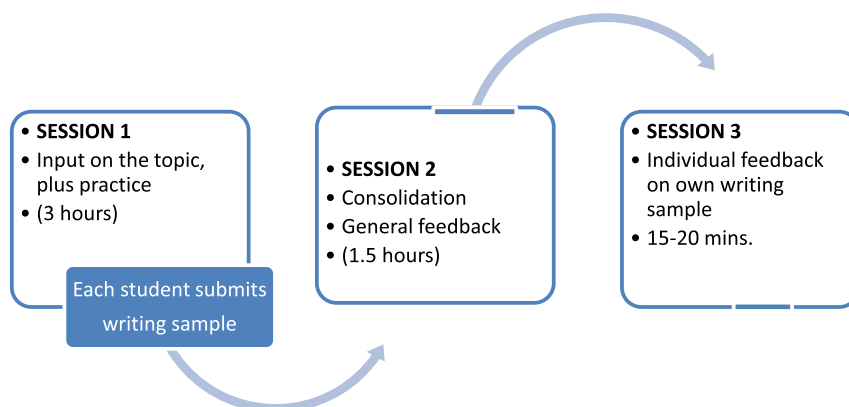 • SESSION 1
• Input on the topic,
plus practice
• (3 hours)
Each student submits
writing sample
• SESSION 2
• Consolidation
• General feedback
• (1.5 hours)
• SESSION 3
• Individual feedback
on own writing
sample
• 15-20 mins.